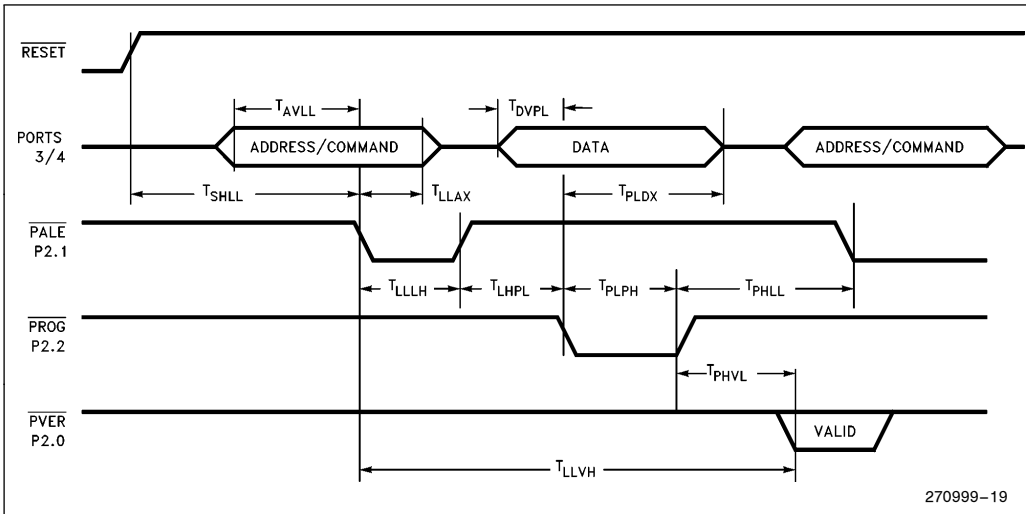 RESET
T_AVLL
T_DVPL
PORTS
3/4
ADDRESS/COMMAND
DATA
ADDRESS/COMMAND
T_SHLL
T_LLAX
T_PLDX
PALE
P2.1
T_LLLH
T_LHPL
T_PLPH
T_PHLL
PROG
P2.2
T_PHVL
PVER
P2.0
VALID
T_LLVH
270999-19